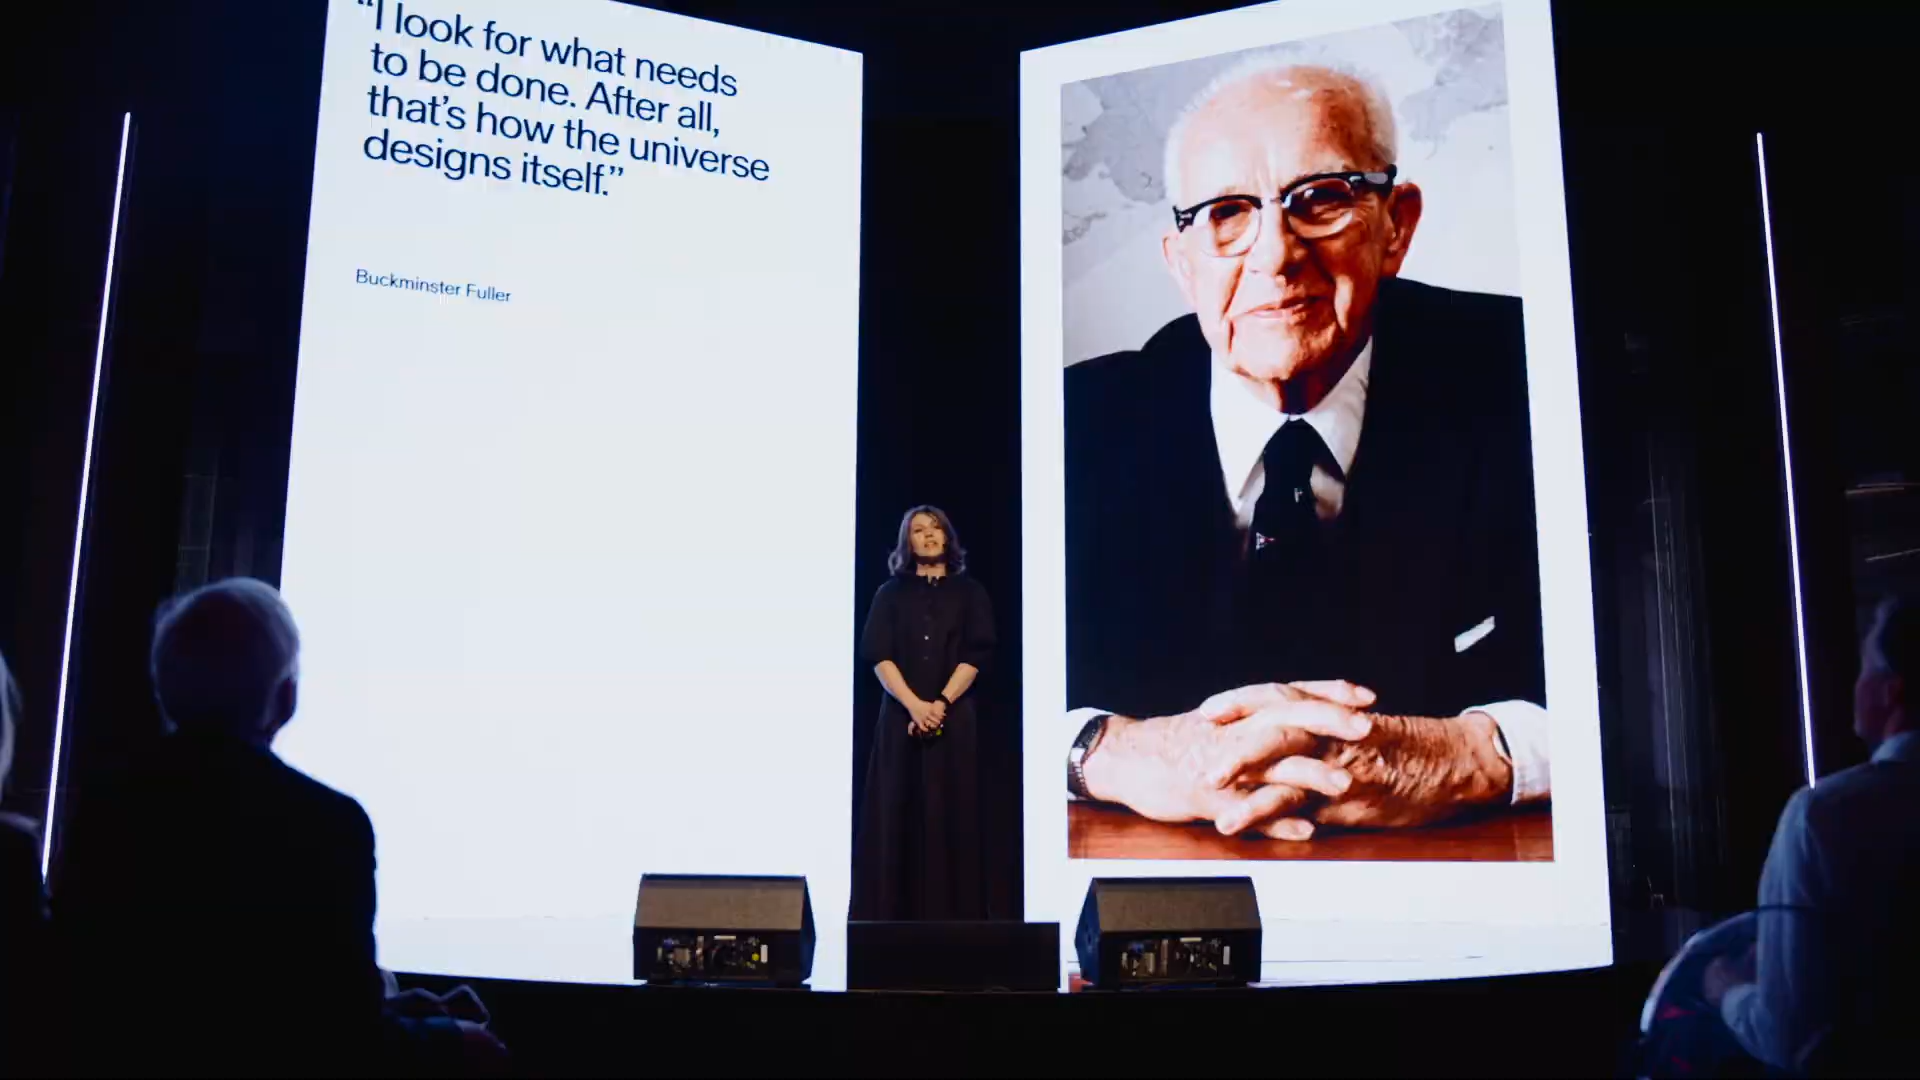 “I look for what needs
to be done. After all,
that’s how the universe
designs itself.”
Buckminster Fuller